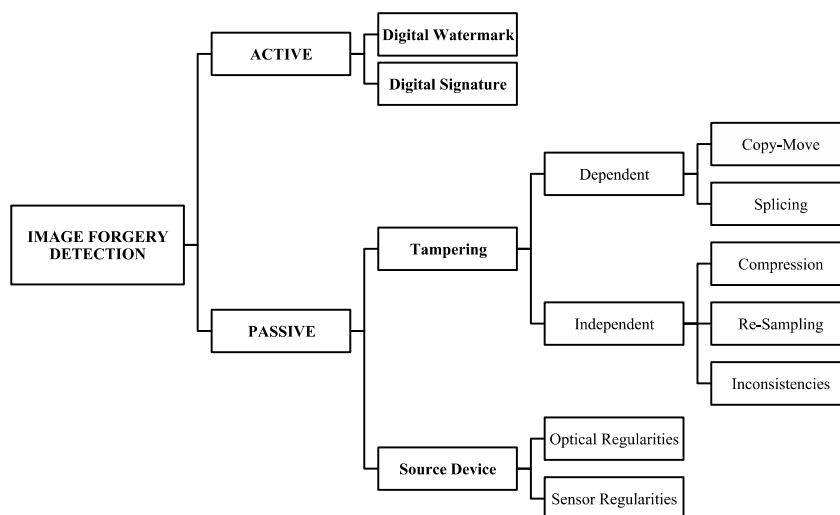 IMAGE FORGERY
DETECTION
ACTIVE
Digital Watermark
Digital Signature
PASSIVE
Tampering
Dependent
Copy-Move
Splicing
Independent
Compression
Re-Sampling
Inconsistencies
Source Device
Optical Regularities
Sensor Regularities